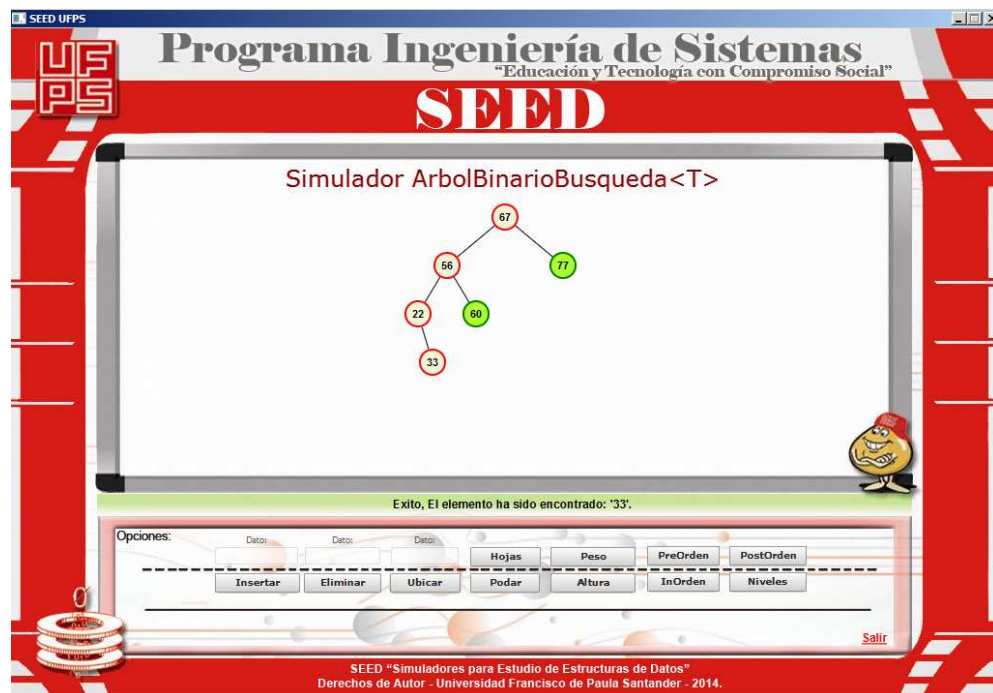 SEED UFPS
UFPS
Programa Ingeniería de Sistemas
“Educación y Tecnología con Compromiso Social”
SEED
Simulador ArbolBinarioBusqueda<T>
67
56
77
22
60
33
Exito, El elemento ha sido encontrado: '33'.
Opciones:
Dato: Dato: Dato:
Hojas Peso PreOrden PostOrden
Insertar Eliminar Ubicar Podar Altura InOrden Niveles
Salir
SEED “Simuladores para Estudio de Estructuras de Datos”
Derechos de Autor - Universidad Francisco de Paula Santander - 2014.